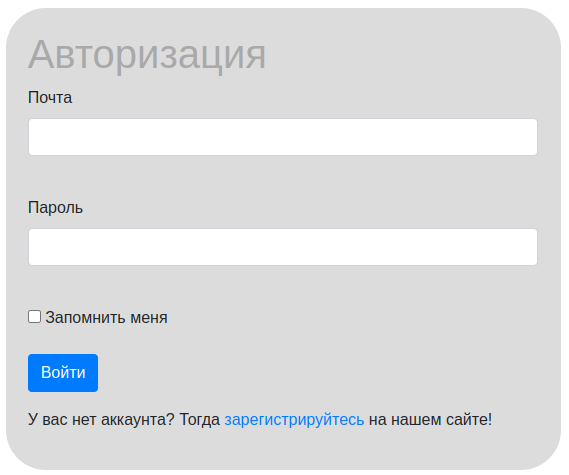 Авторизация
Почта
Пароль
Запомнить меня
Войти
У вас нет аккаунта? Тогда зарегистрируйтесь на нашем сайте!